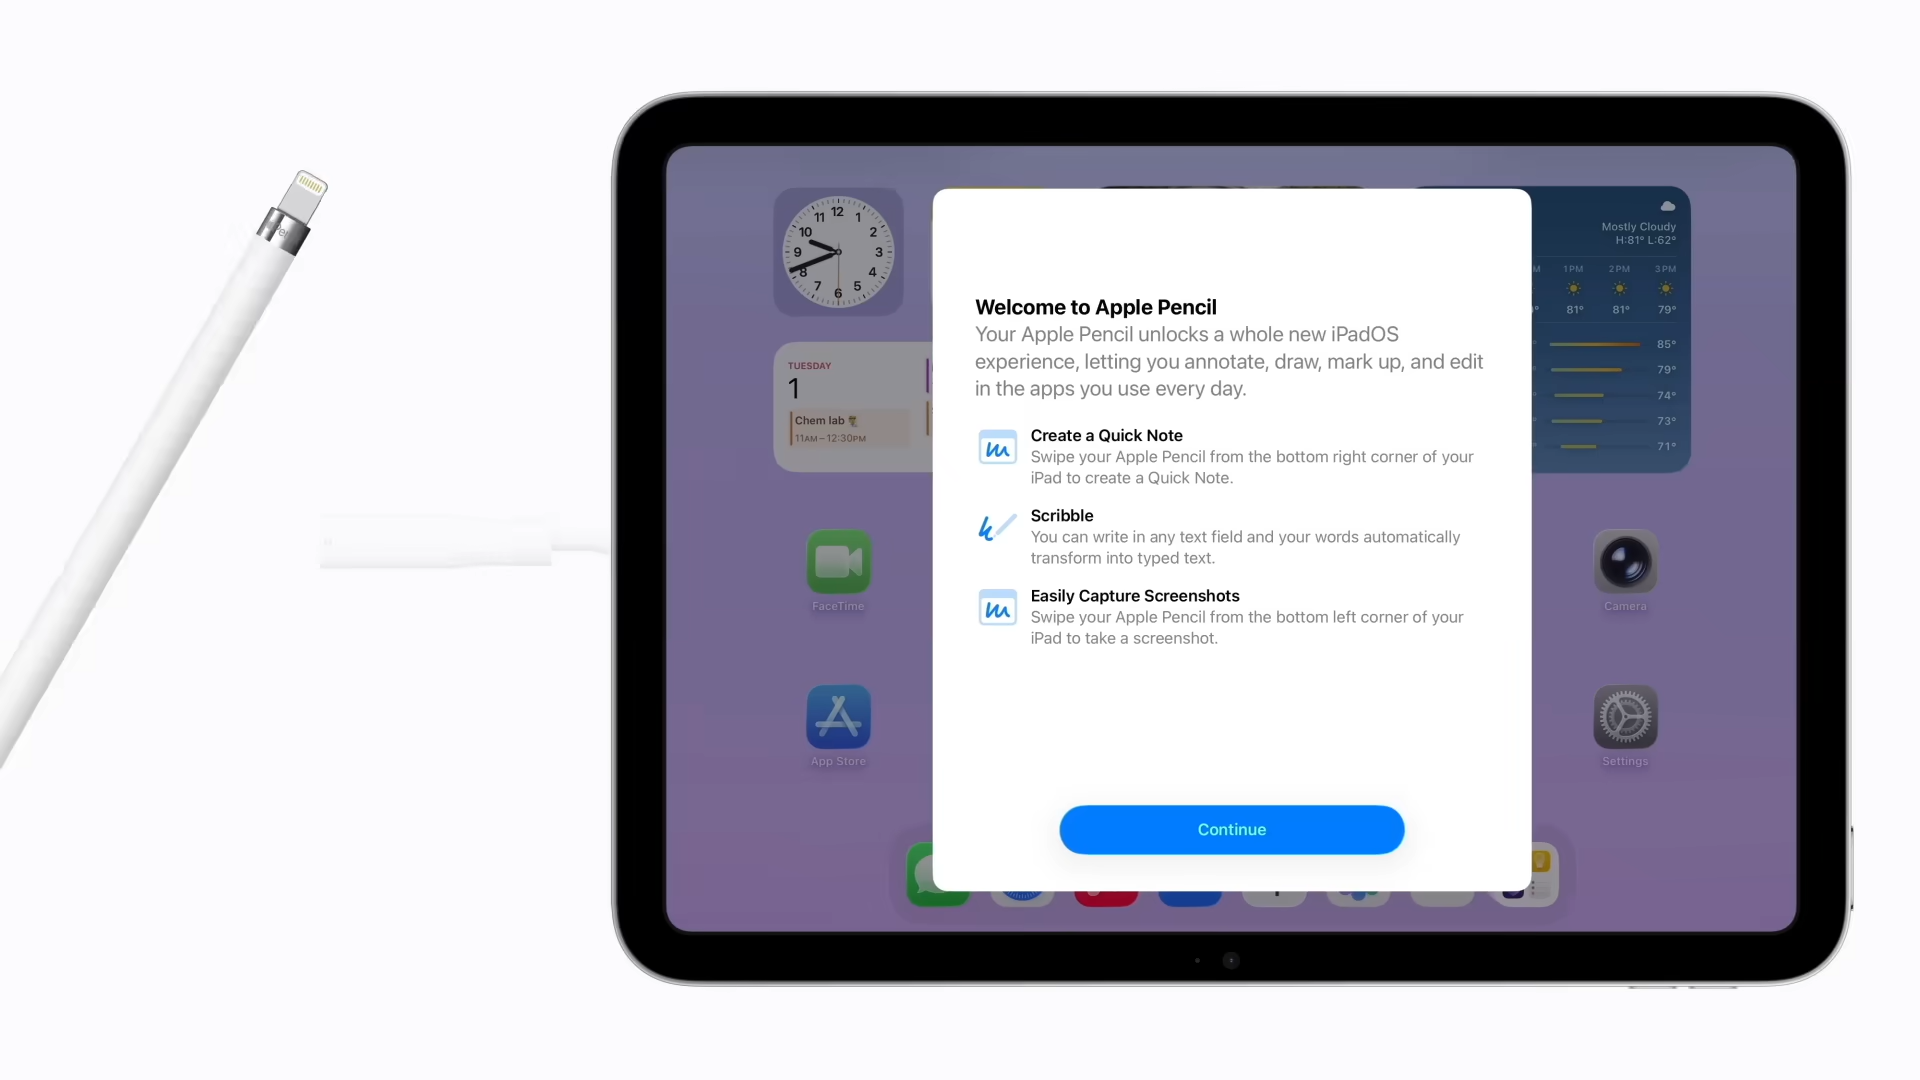 12
11
1
10
2
9
3
8
4
7
5
6
Mostly Cloudy
H:81° L:62°
1PM
2PM
3PM
81°
81°
79°
85°
79°
74°
73°
71°
TUESDAY
1
Chem lab
11AM–12:30PM
Welcome to Apple Pencil
Your Apple Pencil unlocks a whole new iPadOS
experience, letting you annotate, draw, mark up, and edit
in the apps you use every day.
Create a Quick Note
Swipe your Apple Pencil from the bottom right corner of your
iPad to create a Quick Note.
Scribble
You can write in any text field and your words automatically
transform into typed text.
Easily Capture Screenshots
Swipe your Apple Pencil from the bottom left corner of your
iPad to take a screenshot.
FaceTime
Camera
App Store
Settings
Continue